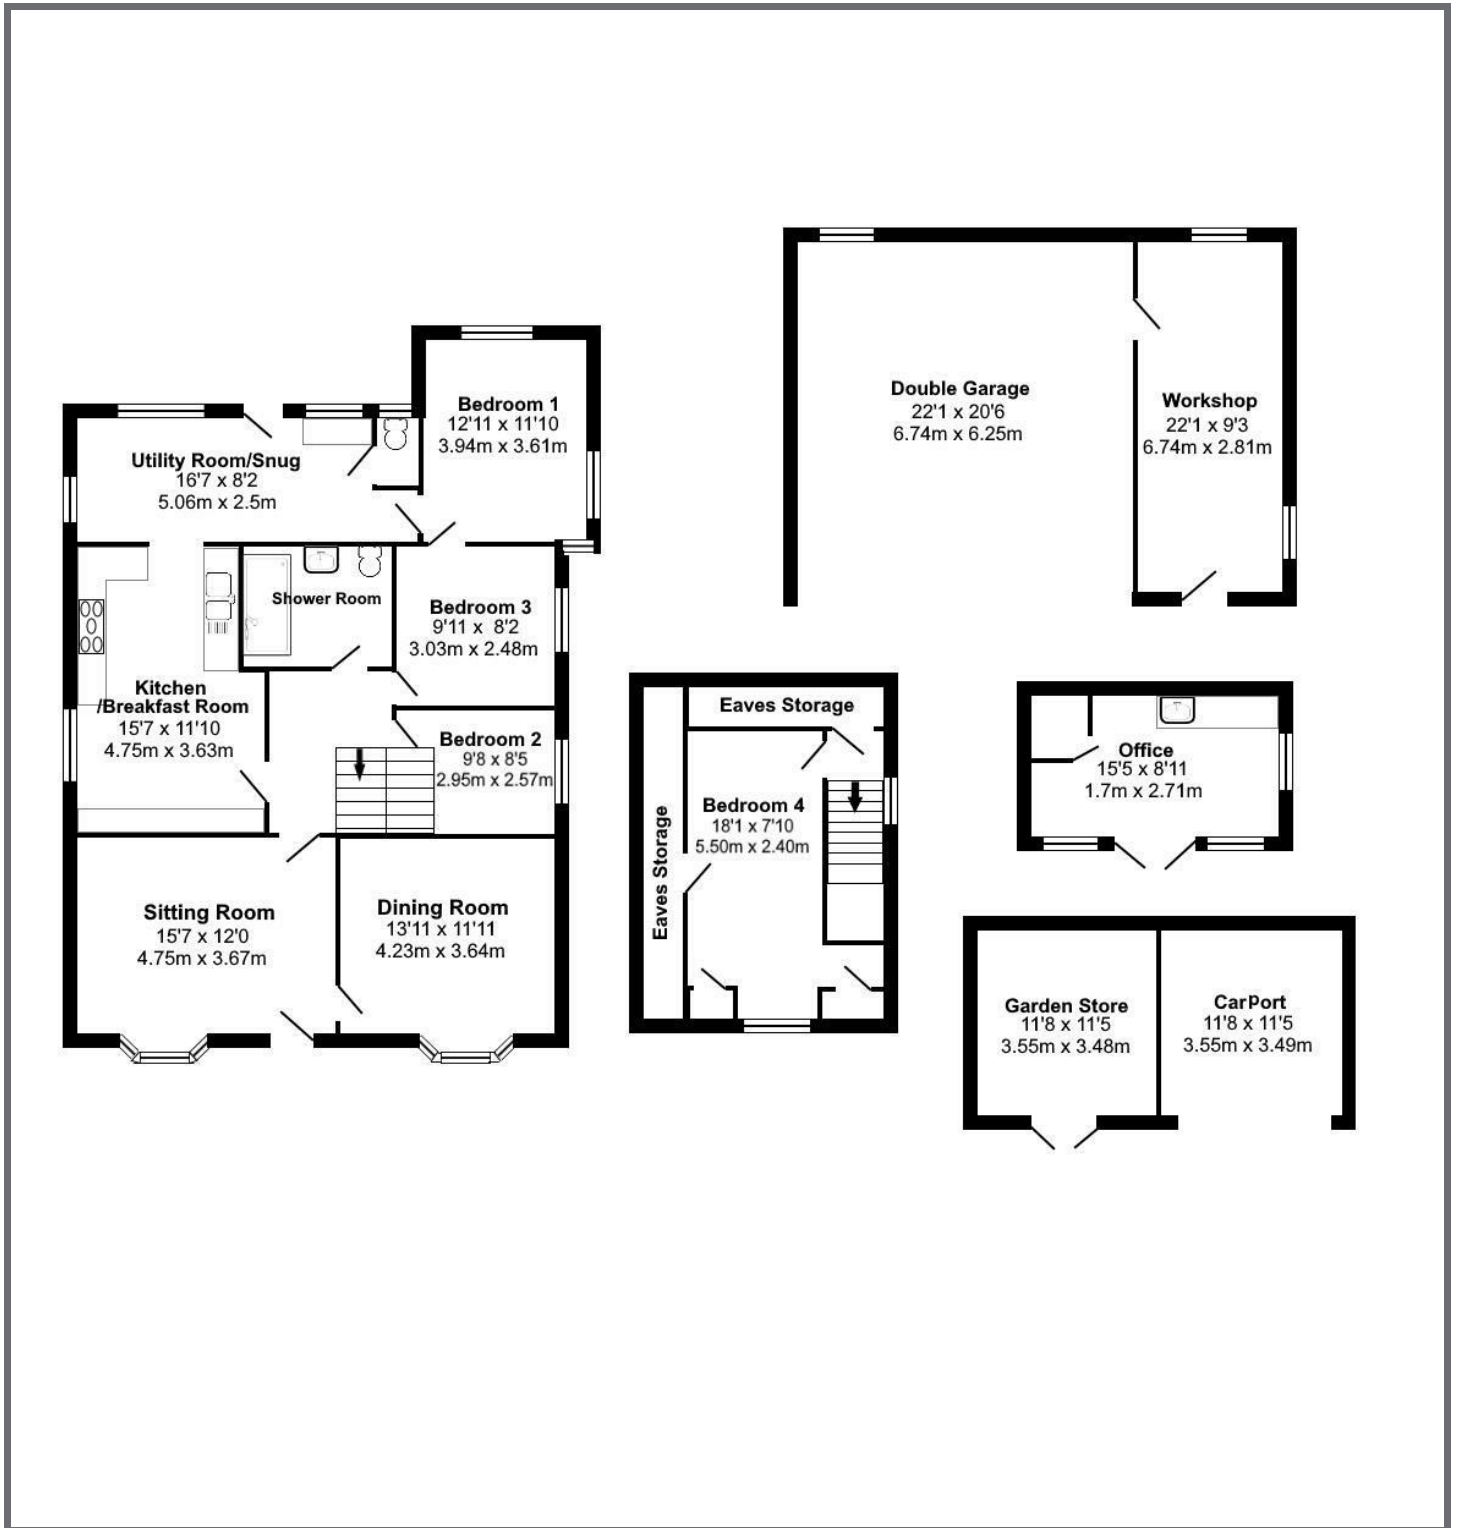 Double Garage
22'1 x 20'6
6.74m x 6.25m
Workshop
22'1 x 9'3
6.74m x 2.81m
Bedroom 1
12'11 x 11'10
3.94m x 3.61m
Utility Room/Snug
16'7 x 8'2
5.06m x 2.5m
Shower Room
Bedroom 3
9'11 x 8'2
3.03m x 2.48m
Kitchen
/Breakfast Room
15'7 x 11'10
4.75m x 3.63m
Bedroom 2
9'8 x 8'5
2.95m x 2.57m
Sitting Room
15'7 x 12'0
4.75m x 3.67m
Dining Room
13'11 x 11'11
4.23m x 3.64m
Eaves Storage
Eaves Storage
Bedroom 4
18'1 x 7'10
5.50m x 2.40m
Office
15'5 x 8'11
1.7m x 2.71m
Garden Store
11'8 x 11'5
3.55m x 3.48m
CarPort
11'8 x 11'5
3.55m x 3.49m